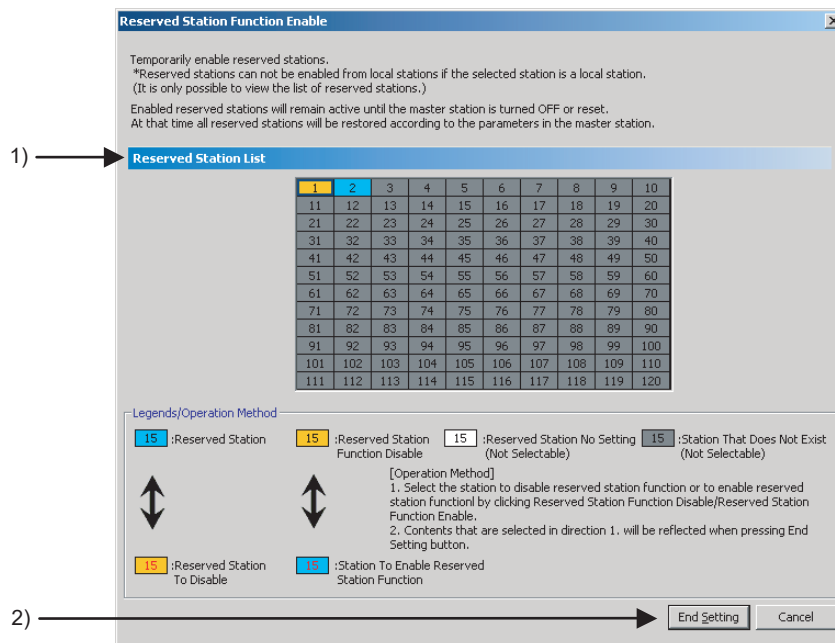 Reserved Station Function Enable
Temporarily enable reserved stations.
*Reserved stations can not be enabled from local stations if the selected station is a local station.
(It is only possible to view the list of reserved stations.)
Enabled reserved stations will remain active until the master station is turned OFF or reset.
At that time all reserved stations will be restored according to the parameters in the master station.
1)
Reserved Station List
1 2 3 4 5 6 7 8 9 10
11 12 13 14 15 16 17 18 19 20
21 22 23 24 25 26 27 28 29 30
31 32 33 34 35 36 37 38 39 40
41 42 43 44 45 46 47 48 49 50
51 52 53 54 55 56 57 58 59 60
61 62 63 64 65 66 67 68 69 70
71 72 73 74 75 76 77 78 79 80
81 82 83 84 85 86 87 88 89 90
91 92 93 94 95 96 97 98 99 100
101 102 103 104 105 106 107 108 109 110
111 112 113 114 115 116 117 118 119 120
Legends/Operation Method
15 :Reserved Station
15 :Reserved Station
Function Disable
15 :Reserved Station No Setting
(Not Selectable)
15 :Station That Does Not Exist
(Not Selectable)
[Operation Method]
1. Select the station to disable reserved station function or to enable reserved
station functionl by clicking Reserved Station Function Disable/Reserved Station
Function Enable.
2. Contents that are selected in direction 1. will be reflected when pressing End
Setting button.
15 :Reserved Station
To Disable
15 :Station To Enable Reserved
Station Function
2)
End Setting
Cancel